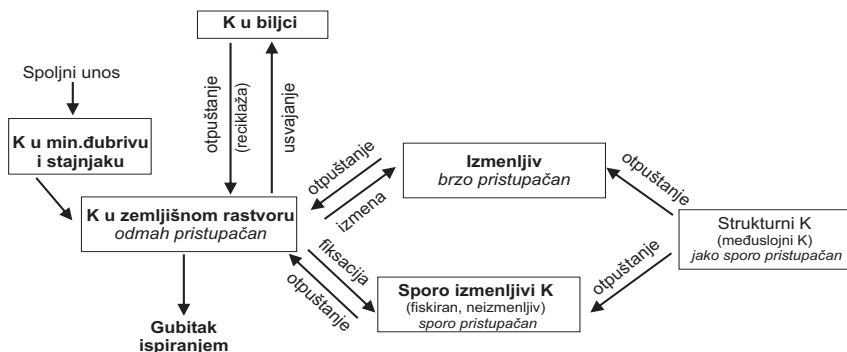 K u biljci
Spoljni unos
otpuštanje
(reciklaža)
usvajanje
K u min.đubrivu
i stajnjaku
otpuštanje
izmena
Izmenljiv
brzo pristupačan
otpuštanje
K u zemljišnom rastvoru
odmah pristupačan
Strukturni K
(međuslojni K)
jako sporo pristupačan
fiksacija
otpuštanje
Sporo izmenljivi K
(fiskiran, neizmenljiv)
sporo pristupačan
otpuštanje
Gubitak
ispiranjem